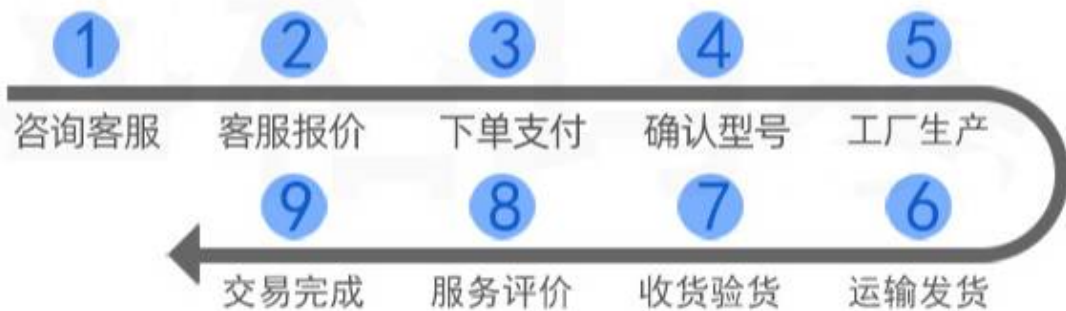 1 2 3 4 5
咨询客服 客服报价 下单支付 确认型号 工厂生产
9 8 7 6
交易完成 服务评价 收货验货 运输发货